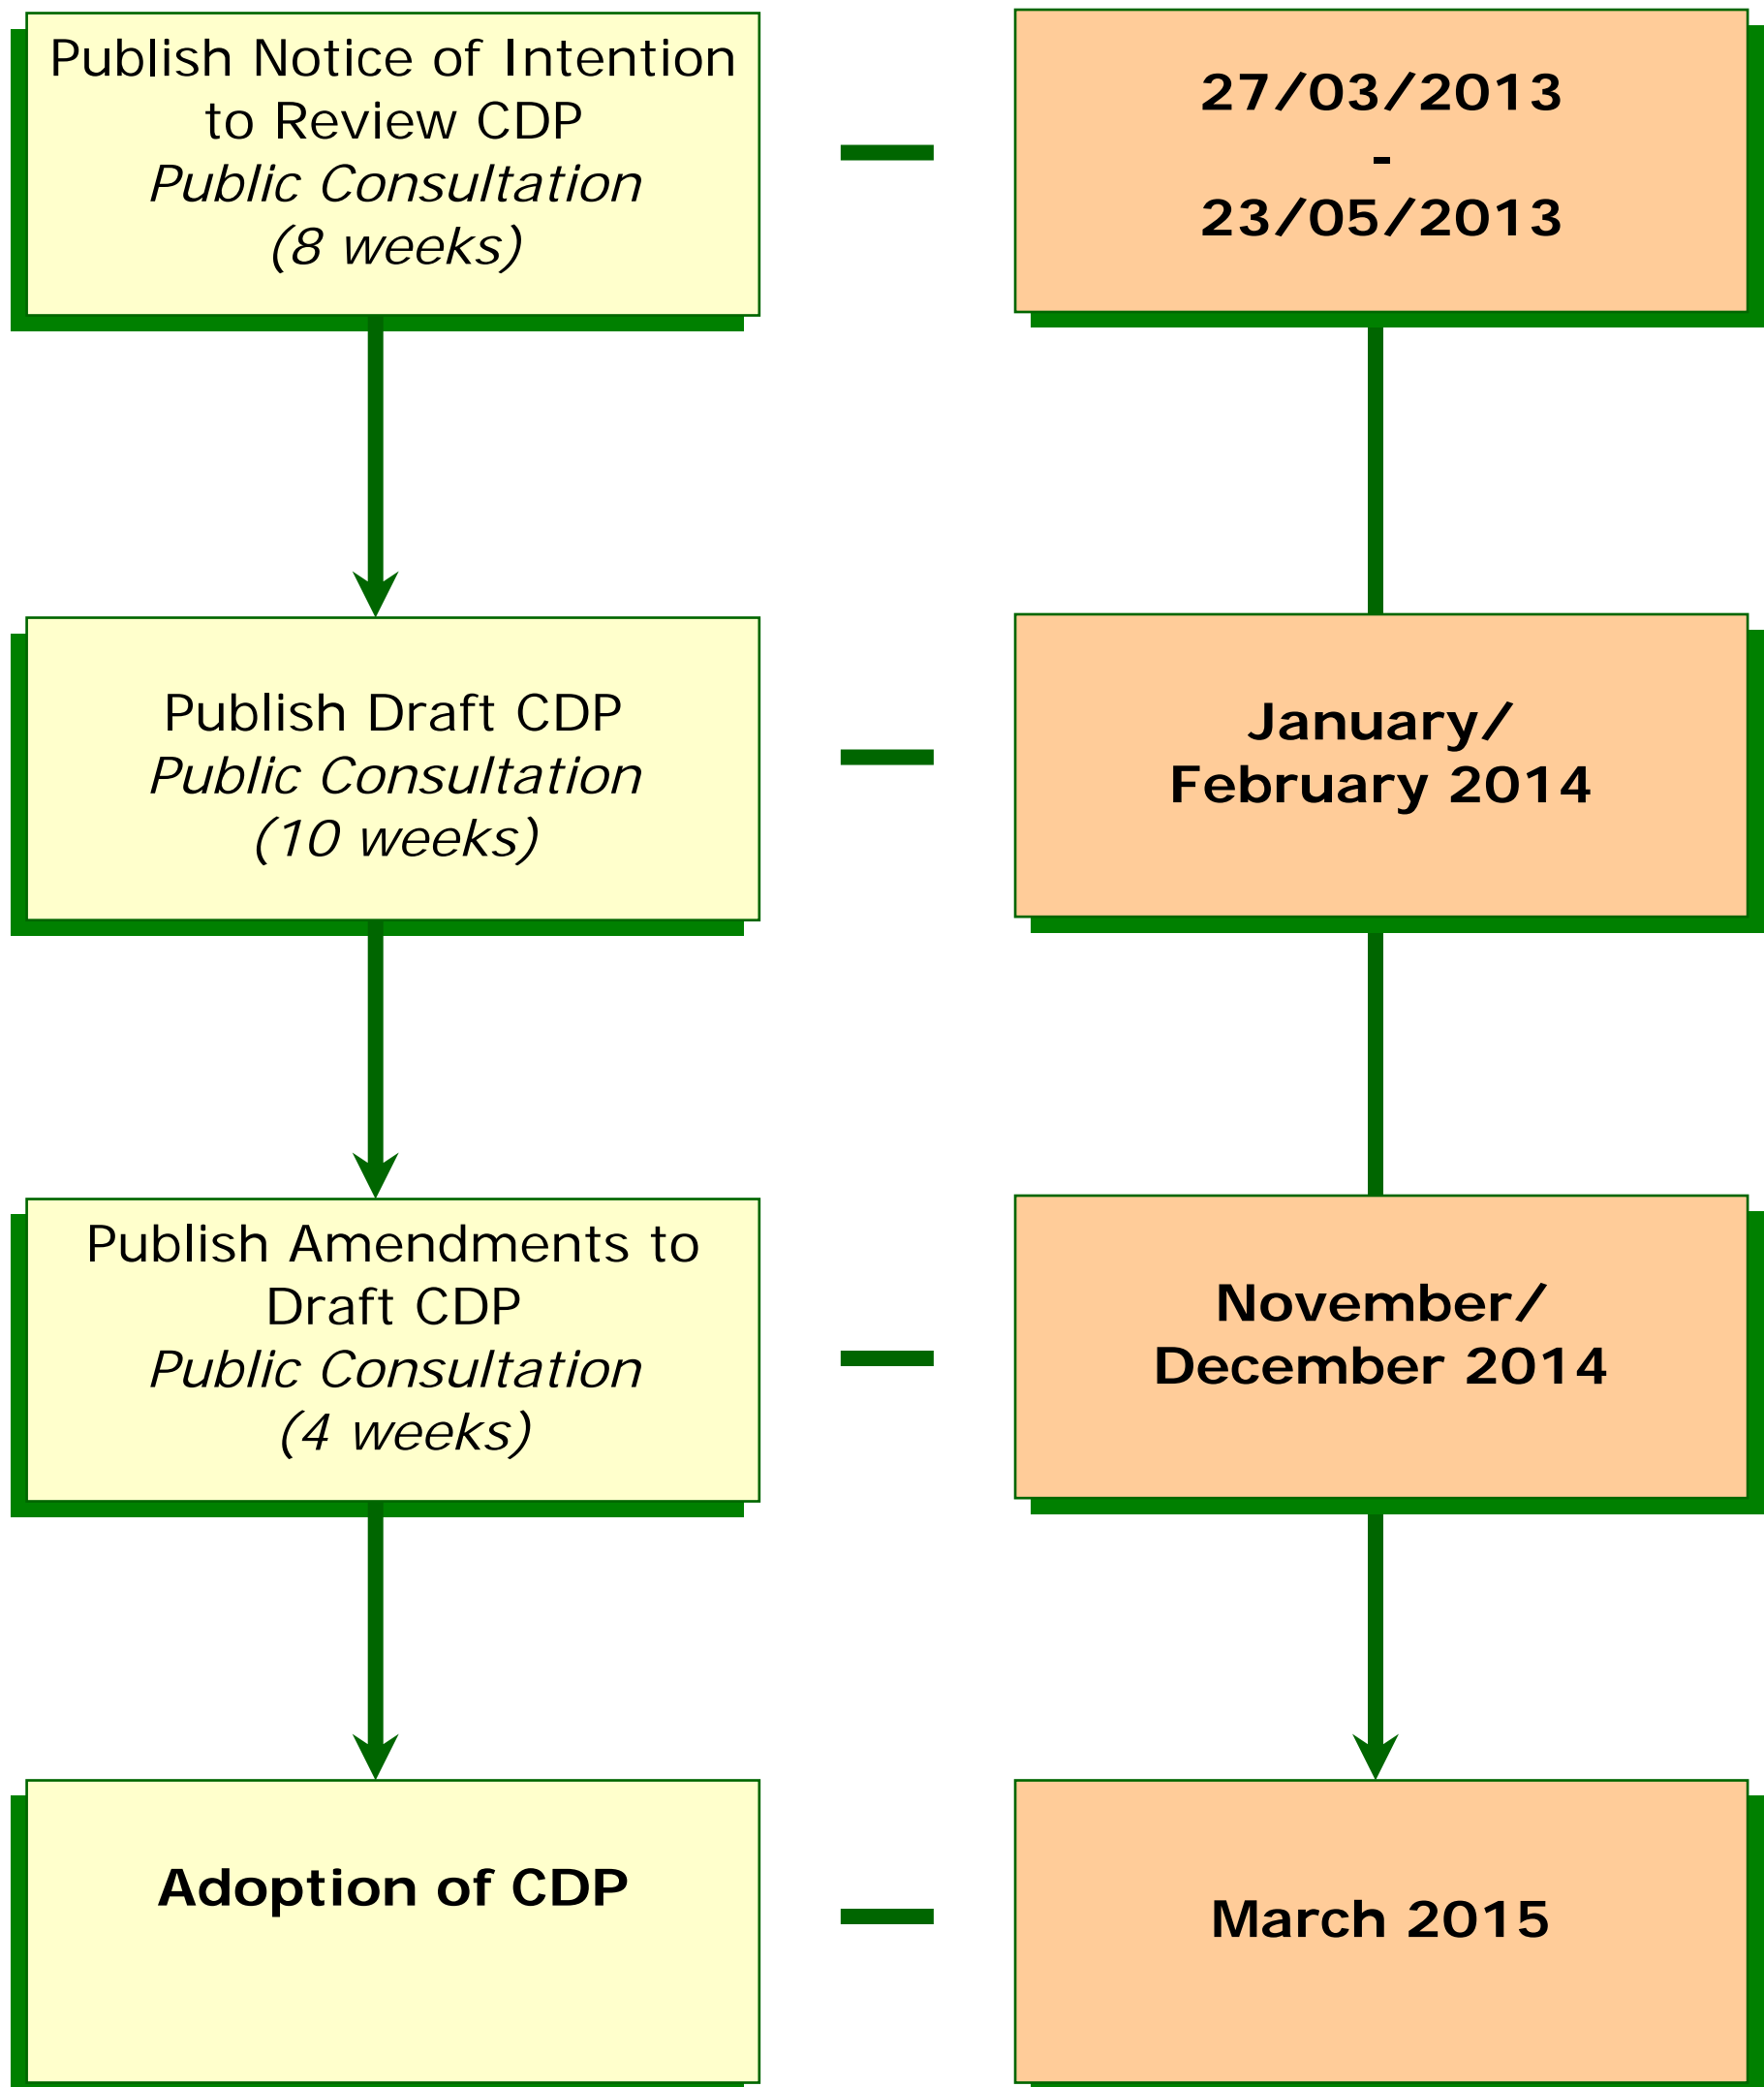 Publish Notice of Intention
to Review CDP
Public Consultation
(8 weeks)
27/03/2013
-
23/05/2013
Publish Draft CDP
Public Consultation
(10 weeks)
January/
February 2014
Publish Amendments to
Draft CDP
Public Consultation
(4 weeks)
November/
December 2014
Adoption of CDP
March 2015